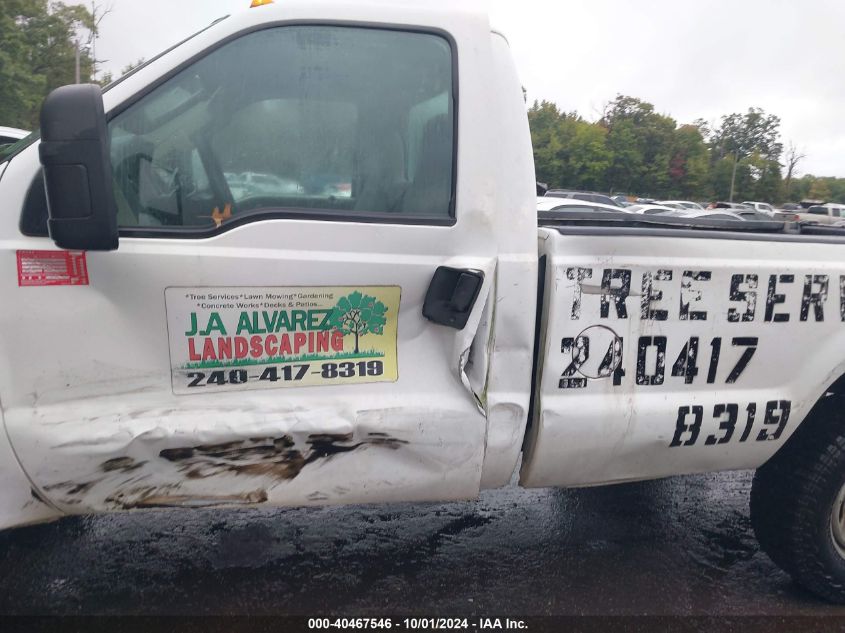 *Tree Services*Lawn Mowing*Gardening
*Concrete Works*Decks & Patios...
J.A ALVAREZ
LANDSCAPING
240-417-8319
TREE SERVI
240417
8319
000-40467546 - 10/01/2024 - IAA Inc.